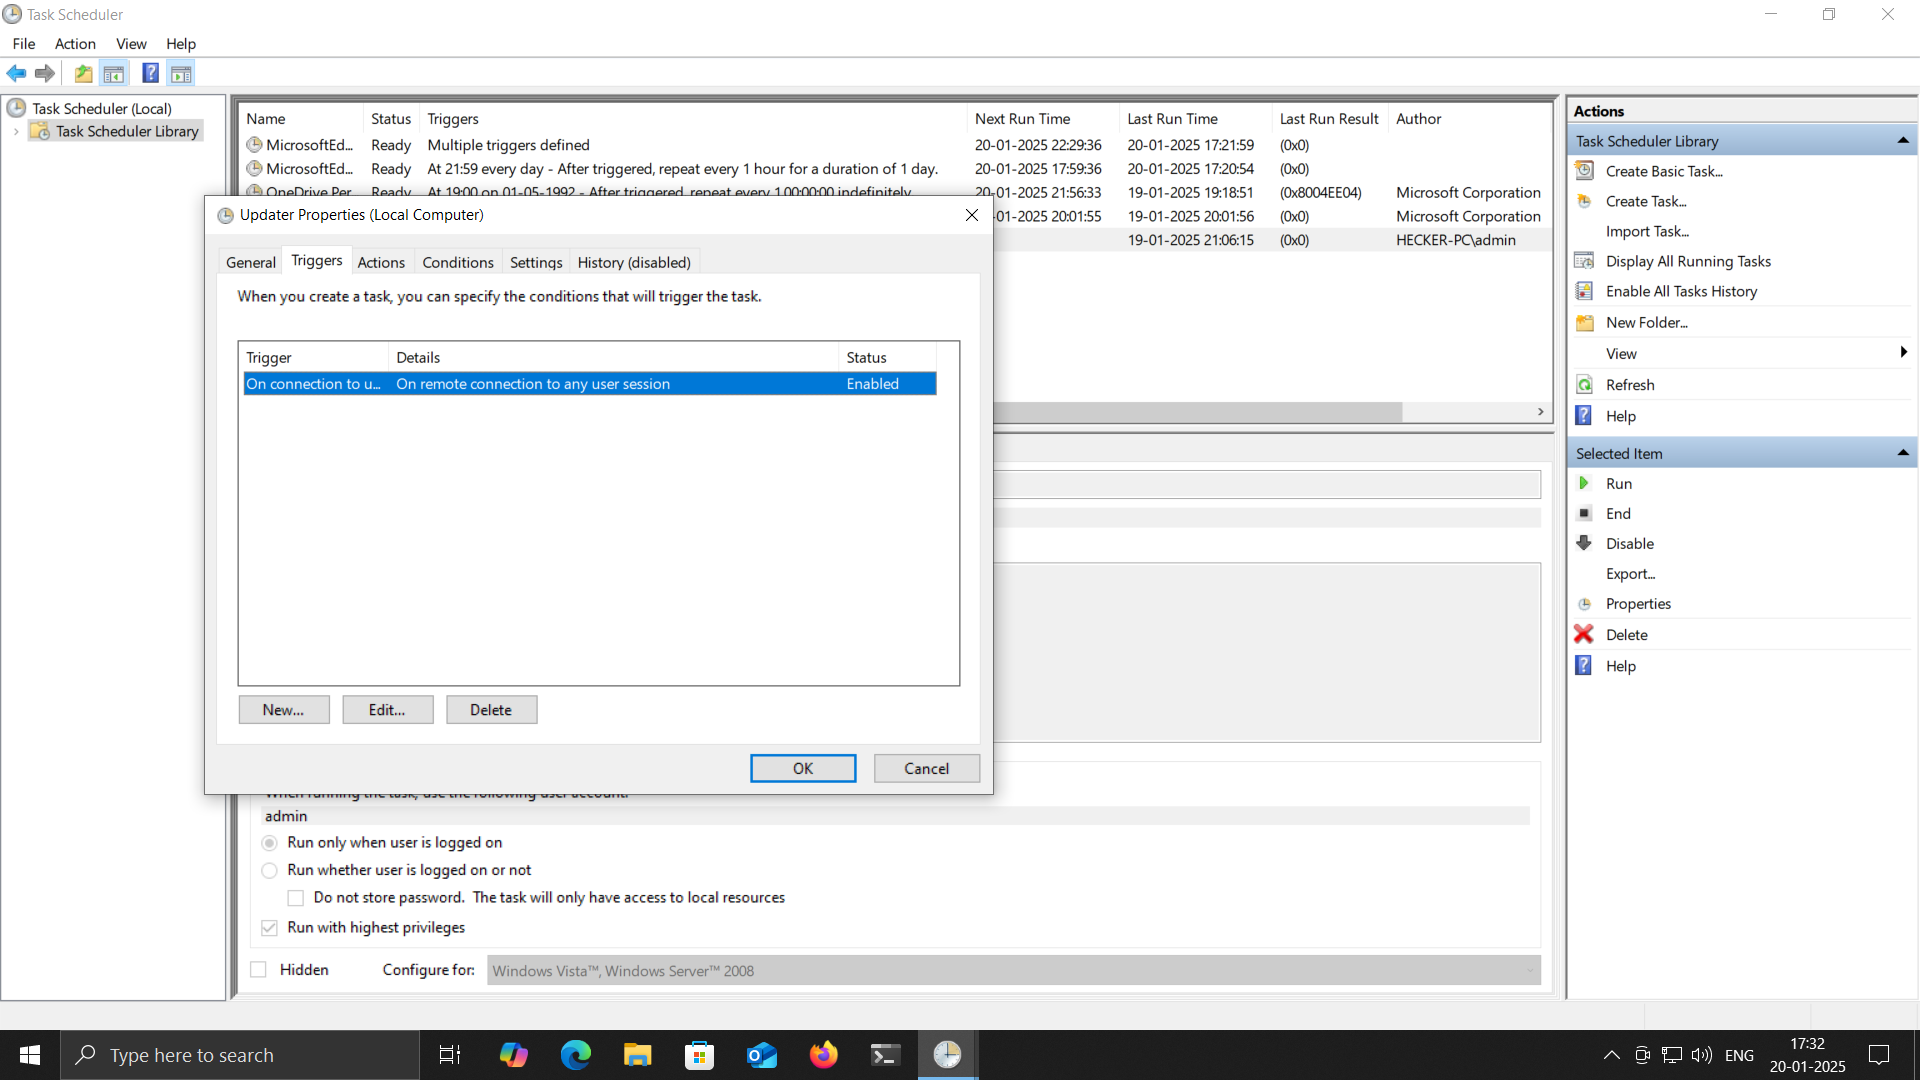 Task Scheduler
File Action View Help
Task Scheduler (Local)
Task Scheduler Library
Name Status Triggers Next Run Time Last Run Time Last Run Result Author
MicrosoftEd... Ready Multiple triggers defined 20-01-2025 22:29:36 20-01-2025 17:21:59 (0x0)
MicrosoftEd... Ready At 21:59 every day - After triggered, repeat every 1 hour for a duration of 1 day. 20-01-2025 17:59:36 20-01-2025 17:20:54 (0x0)
OneDrive Per... Ready At 19:00 on 01-05-1992 - After triggered, repeat every 1.00:00:00 indefinitely. 20-01-2025 21:56:33 19-01-2025 19:18:51 (0x8004EE04) Microsoft Corporation
-01-2025 20:01:55 19-01-2025 20:01:56 (0x0) Microsoft Corporation
19-01-2025 21:06:15 (0x0) HECKER-PC\admin
Updater Properties (Local Computer)
General Triggers Actions Conditions Settings History (disabled)
When you create a task, you can specify the conditions that will trigger the task.
Trigger Details Status
On connection to u... On remote connection to any user session Enabled
New... Edit... Delete
OK Cancel
When running the task, use the following user account:
admin
Run only when user is logged on
Run whether user is logged on or not
Do not store password. The task will only have access to local resources
Run with highest privileges
Hidden Configure for: Windows Vista™, Windows Server™ 2008
Actions
Task Scheduler Library
Create Basic Task...
Create Task...
Import Task...
Display All Running Tasks
Enable All Tasks History
New Folder...
View
Refresh
Help
Selected Item
Run
End
Disable
Export...
Properties
Delete
Help
Type here to search
ENG
17:32
20-01-2025